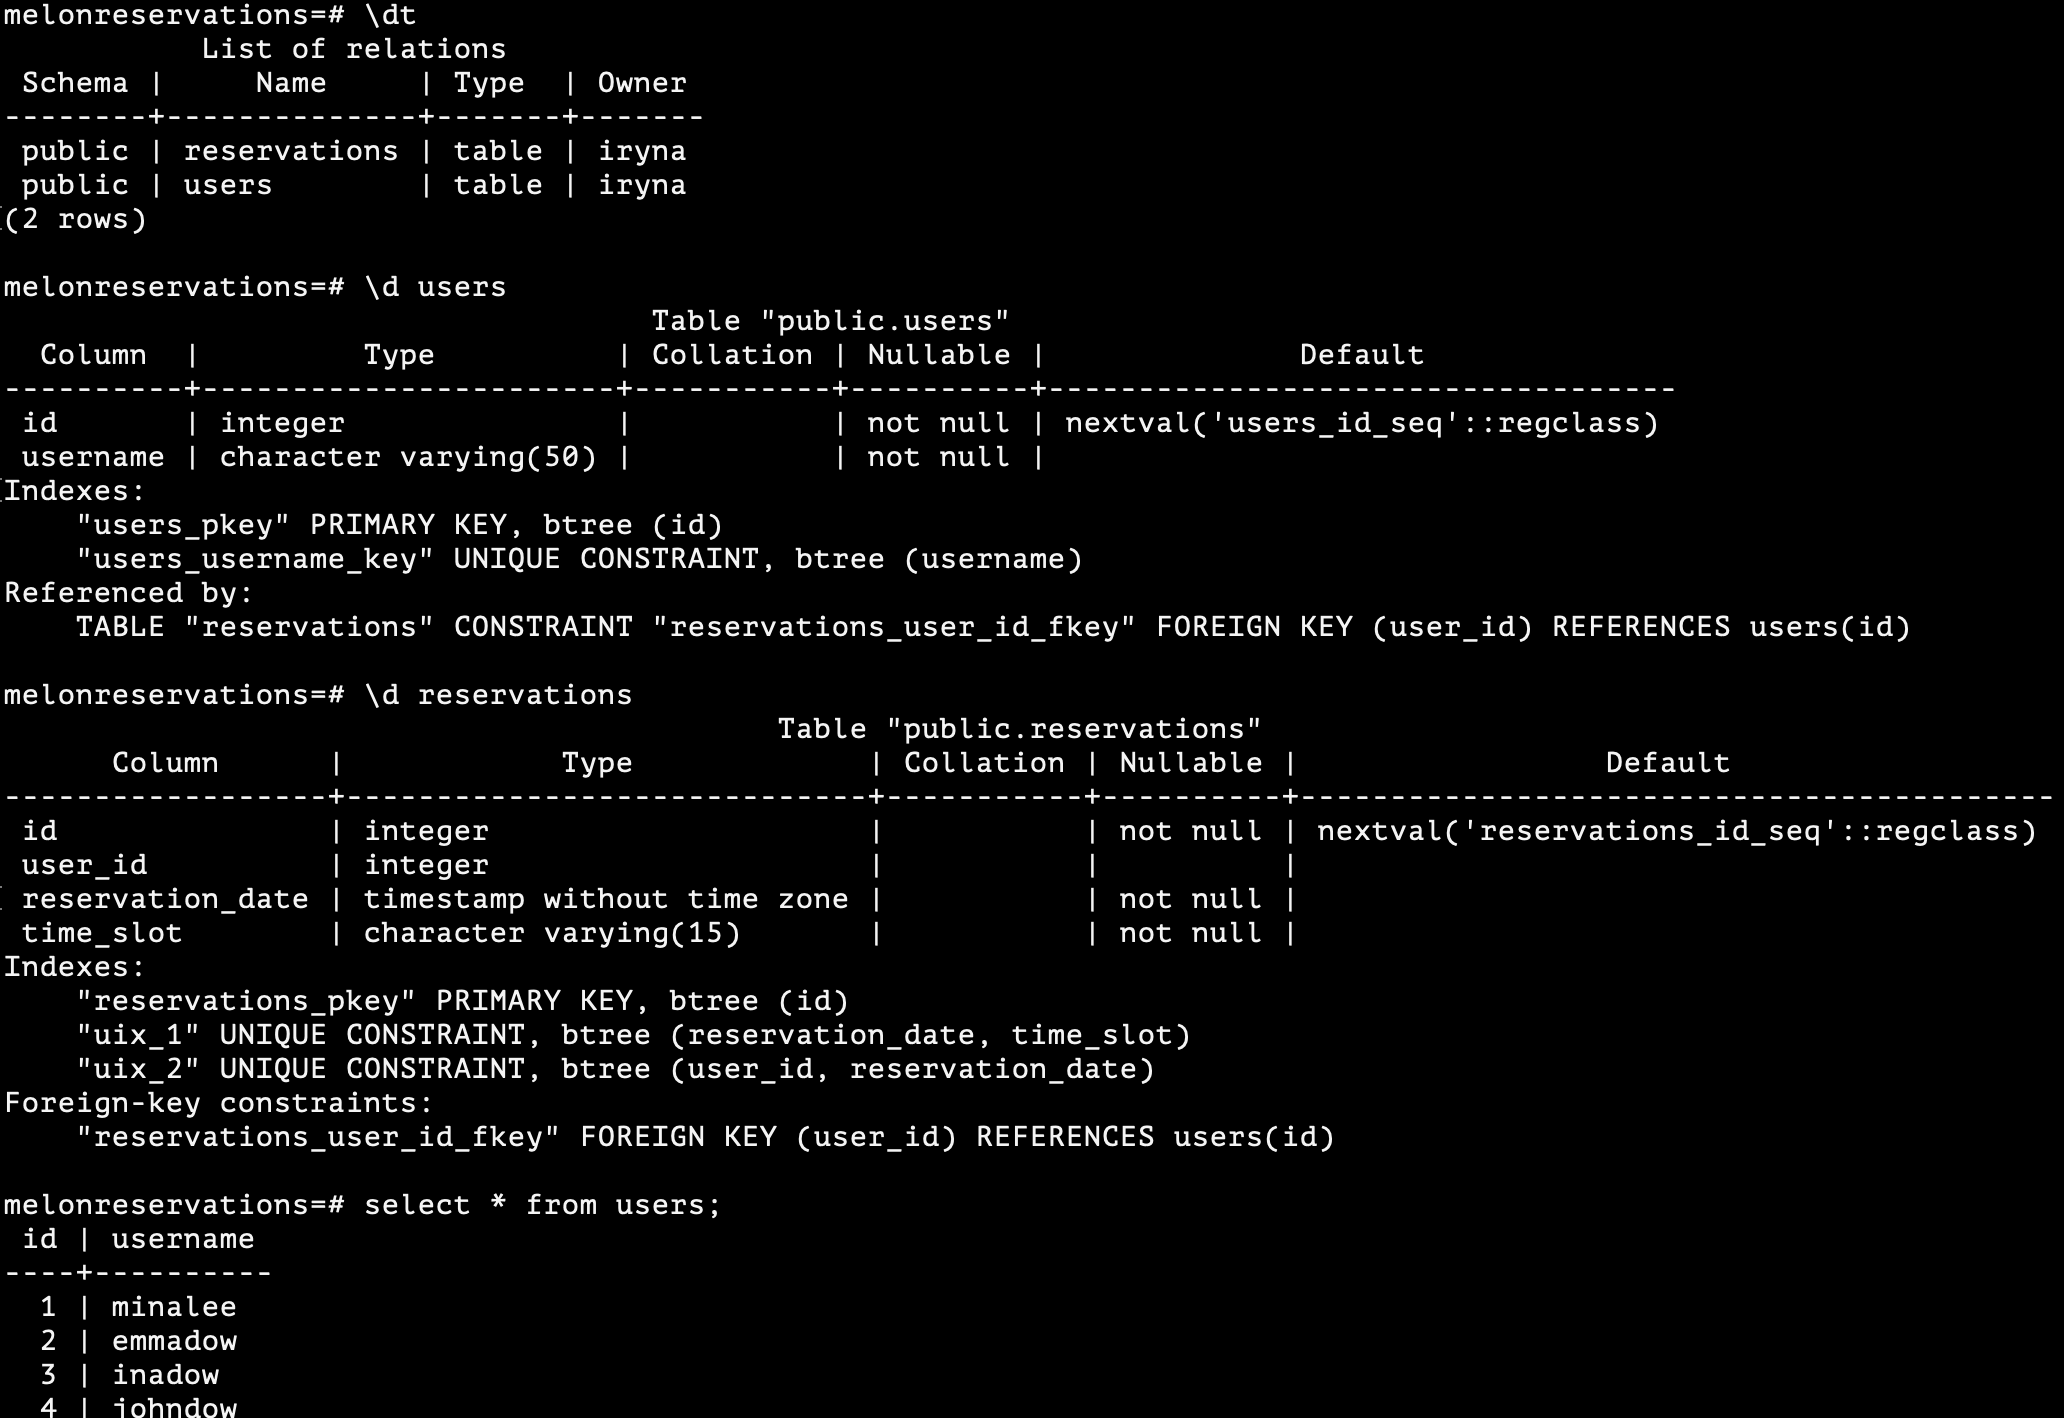 melonreservations=# \dt
          List of relations
 Schema |     Name     | Type  | Owner
--------+--------------+-------+-------
 public | reservations | table | iryna
 public | users        | table | iryna
(2 rows)

melonreservations=# \d users
                                    Table "public.users"
  Column  |         Type          | Collation | Nullable |              Default
----------+-----------------------+-----------+----------+-----------------------------------
 id       | integer               |           | not null | nextval('users_id_seq'::regclass)
 username | character varying(50) |           | not null |
Indexes:
    "users_pkey" PRIMARY KEY, btree (id)
    "users_username_key" UNIQUE CONSTRAINT, btree (username)
Referenced by:
    TABLE "reservations" CONSTRAINT "reservations_user_id_fkey" FOREIGN KEY (user_id) REFERENCES users(id)

melonreservations=# \d reservations
                                           Table "public.reservations"
      Column      |            Type             | Collation | Nullable |                 Default
------------------+-----------------------------+-----------+----------+------------------------------------------
 id               | integer                     |           | not null | nextval('reservations_id_seq'::regclass)
 user_id          | integer                     |           |          |
 reservation_date | timestamp without time zone |           | not null |
 time_slot        | character varying(15)       |           | not null |
Indexes:
    "reservations_pkey" PRIMARY KEY, btree (id)
    "uix_1" UNIQUE CONSTRAINT, btree (reservation_date, time_slot)
    "uix_2" UNIQUE CONSTRAINT, btree (user_id, reservation_date)
Foreign-key constraints:
    "reservations_user_id_fkey" FOREIGN KEY (user_id) REFERENCES users(id)

melonreservations=# select * from users;
 id | username
----+----------
  1 | minalee
  2 | emmadow
  3 | inadow
  4 | johndow